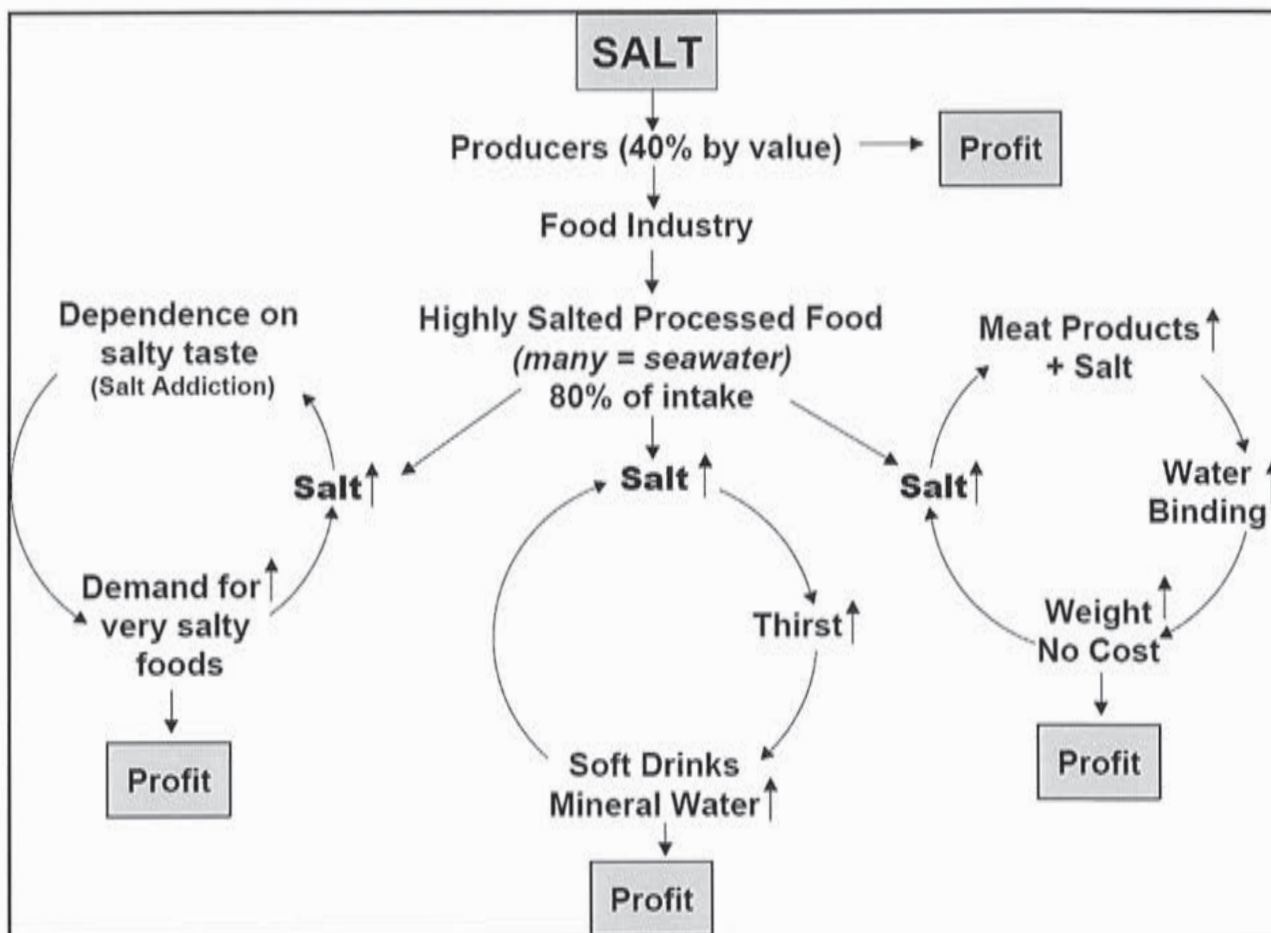 SALT
Producers (40% by value)
Profit
Food Industry
Highly Salted Processed Food
(many = seawater)
80% of intake
Dependence on
salty taste
(Salt Addiction)
Salt
Demand for
very salty
foods
Profit
Salt
Thirst
Soft Drinks
Mineral Water
Profit
Salt
Meat Products
+ Salt
Water
Binding
Weight
No Cost
Profit